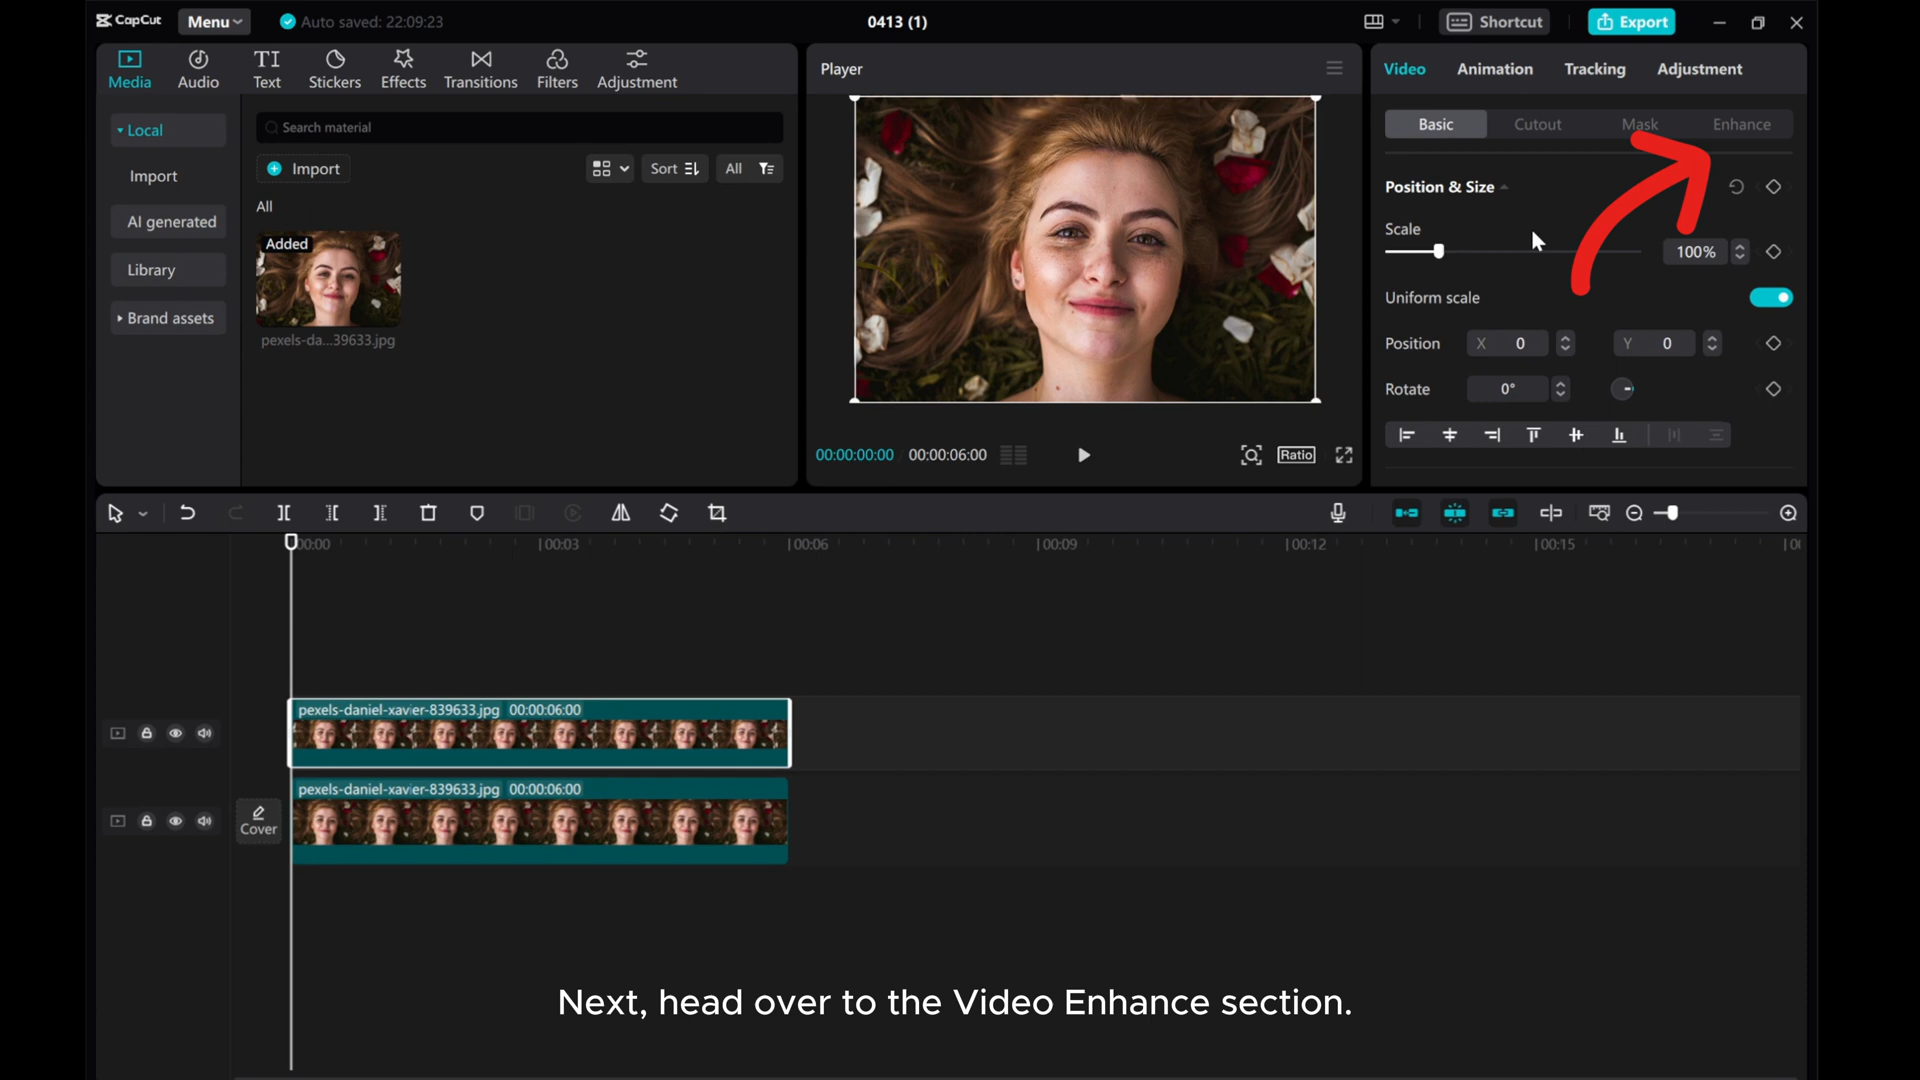 CapCut
Menu
Auto saved: 22:09:23
0413 (1)
Shortcut
Export
Media
Audio
TI
Text
Stickers
Effects
Transitions
Filters
Adjustment
Local
Import
AI generated
Library
Brand assets
Search material
Import
Sort
All
All
Added
pexels-da...39633.jpg
Player
00:00:00:00
00:00:06:00
Ratio
Video
Animation
Tracking
Adjustment
Basic
Cutout
Mask
Enhance
Position & Size
Scale
100%
Uniform scale
Position
X 0
Y 0
Rotate
0°
00:00
00:03
00:06
00:09
00:12
00:15
pexels-daniel-xavier-839633.jpg 00:00:06:00
pexels-daniel-xavier-839633.jpg 00:00:06:00
Cover
Next, head over to the Video Enhance section.